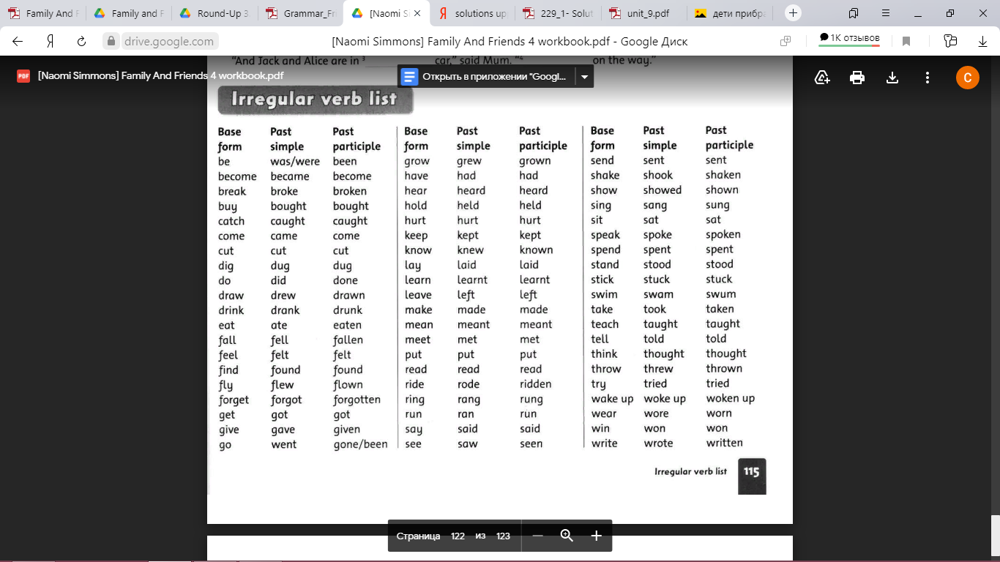 Family And F
Family and F
Round-Up 3
Grammar_Fri
[Naomi Si
solutions up
229_1- Solut
unit_9.pdf
дети прибра
drive.google.com
[Naomi Simmons] Family And Friends 4 workbook.pdf - Google Диск
1K отзывов
"And Jack and Alice are in 3 ____ car," said Mum. "4 ____ on the way."
[Naomi Simmons] Family And Friends 4 workbook.pdf
Открыть в приложении "Googl...
С
Irregular verb list
Base form Past simple Past participle Base form Past simple Past participle Base form Past simple Past participle
be was/were been grow grew grown send sent sent
become became become have had had shake shook shaken
break broke broken hear heard heard show showed shown
buy bought bought hold held held sing sang sung
catch caught caught hurt hurt hurt sit sat sat
come came come keep kept kept speak spoke spoken
cut cut cut know knew known spend spent spent
dig dug dug lay laid laid stand stood stood
do did done learn learnt learnt stick stuck stuck
draw drew drawn leave left left swim swam swum
drink drank drunk make made made take took taken
eat ate eaten mean meant meant teach taught taught
fall fell fallen meet met met tell told told
feel felt felt put put put think thought thought
find found found read read read throw threw thrown
fly flew flown ride rode ridden try tried tried
forget forgot forgotten ring rang rung wake up woke up woken up
get got got run ran run wear wore worn
give gave given say said said win won won
go went gone/been see saw seen write wrote written
Irregular verb list 115
Страница 122 из 123